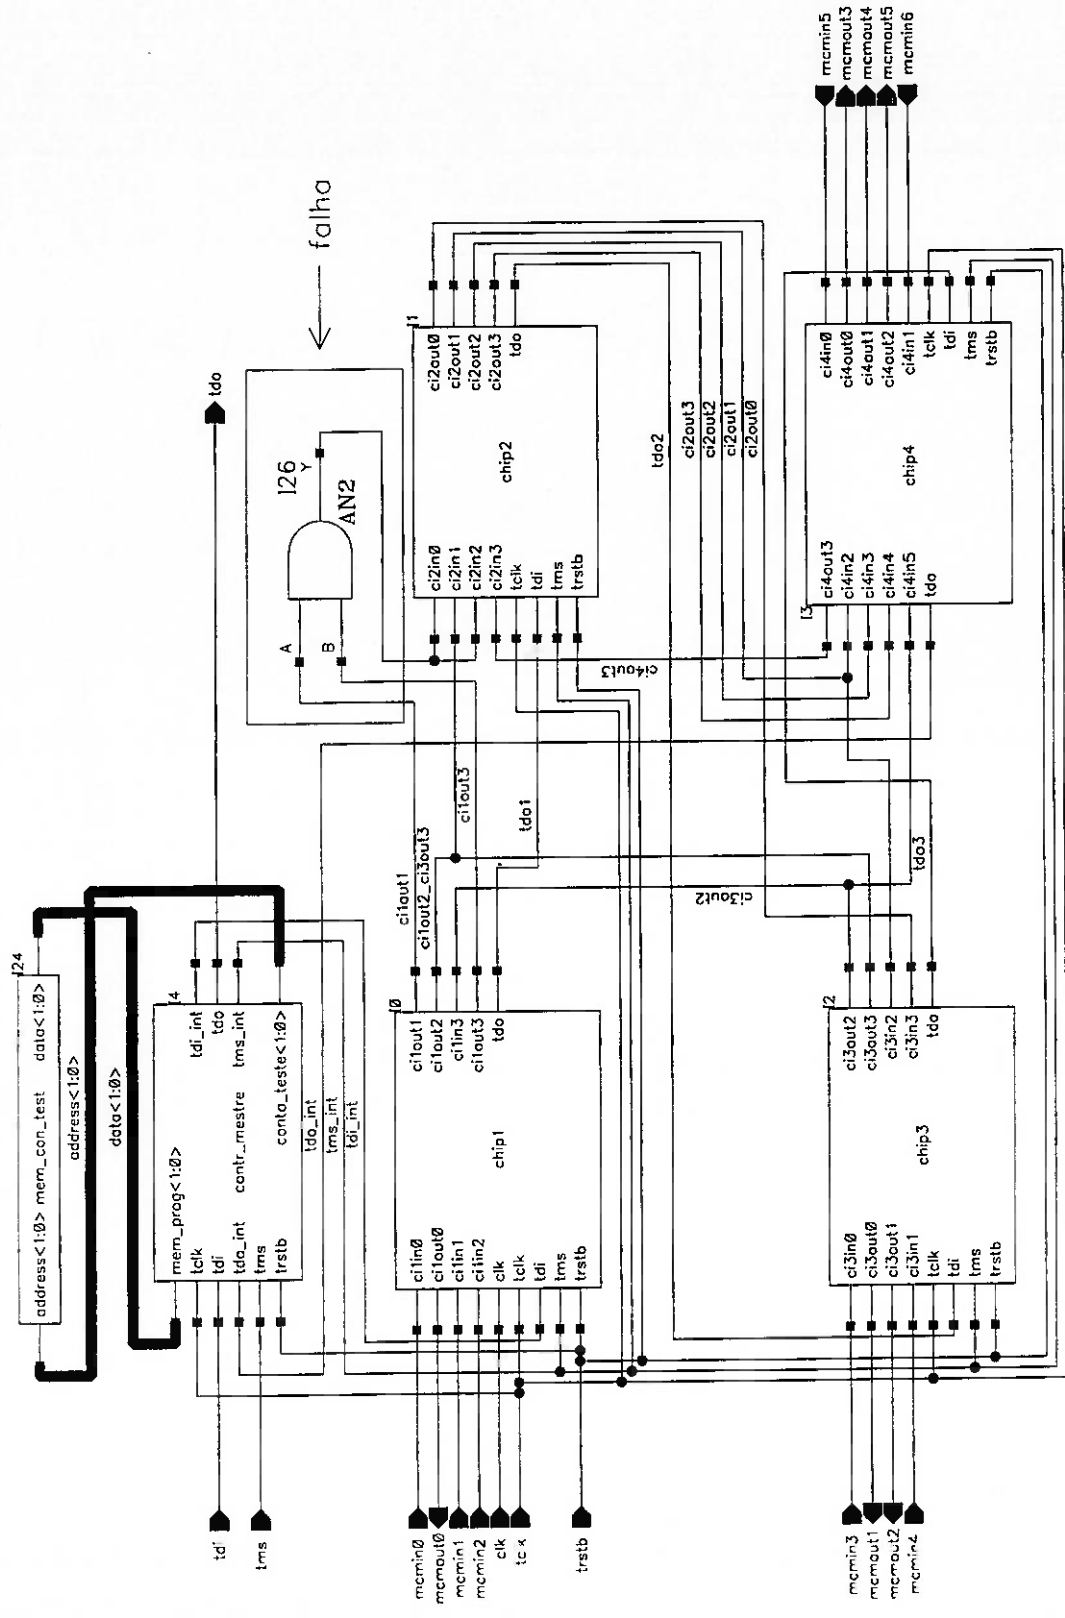 I24
address<1:0> mem_con_test data<1:0>
address<1:0>
data<1:0>
I4
mem_prog<1:0>
tclk
tdi
tdo_int contr_mestre tms_int
tms
trstb
tdi_int
tdo
conta_teste<1:0>
tdo_int
tms_int
tdi_int
tdi
tms
tdo
falha
I26
Y
AN2
A
B
chip1
ci1in0
ci1out0
ci1in1
ci1in2
clk
tclk
tdi
tms
trstb
ci1out1
ci1out2
ci1in3
ci1out3
tdo
mcmin0
mcmout0
mcmin1
mcmin2
clk
trstb
ci1out1
ci1out2_ci3out3
ci1out3
tdo1
I1
chip2
ci2in0
ci2in1
ci2in2
ci2in3
tclk
tdi
tms
trstb
ci2out0
ci2out1
ci2out2
ci2out3
tdo
tdo2
ci2out3
ci2out2
ci2out1
ci2out0
ci4out3
ci3out2
tdo3
I2
chip3
ci3in0
ci3out0
ci3out1
ci3in1
tclk
tdi
tms
trstb
ci3out2
ci3out3
ci3in2
ci3in3
tdo
mcmin3
mcmout1
mcmout2
mcmin4
I3
chip4
ci4out3
ci4in2
ci4in3
ci4in4
ci4in5
tdo
ci4in0
ci4out0
ci4out1
ci4out2
ci4in1
tclk
tdi
tms
trstb
mcmin5
mcmout3
mcmout4
mcmout5
mcmin6